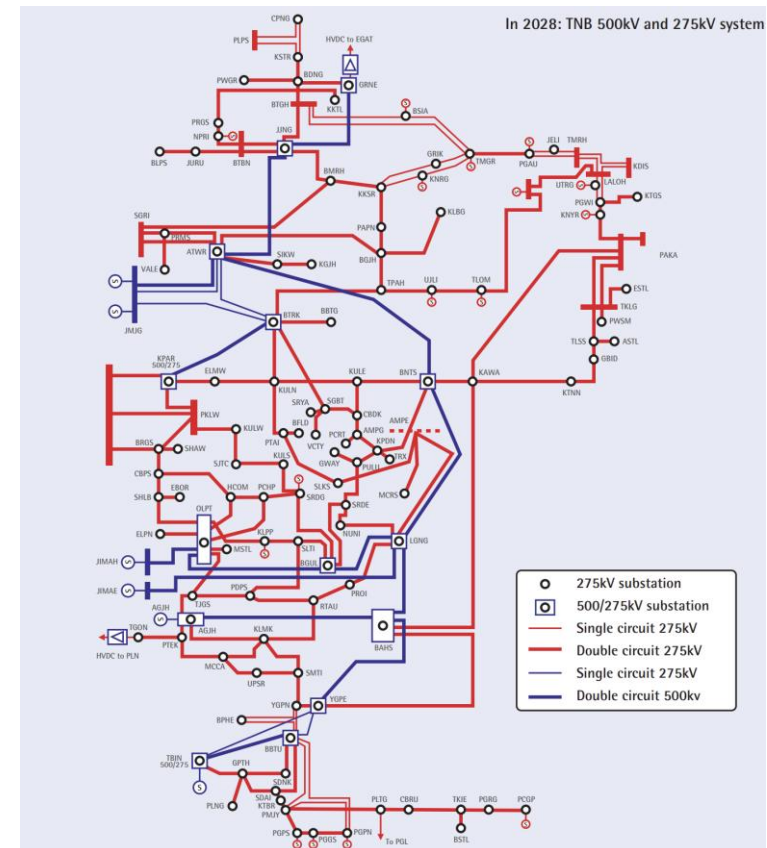 In 2028: TNB 500kV and 275kV system
CPNG
PLPS
HVDC to EGAT
KSTR
PWGR
BDNG
GRNE
BTGH
KKTL
BSIA
PRGS
NPRI
JJNG
BLPS
JURU
BTBN
GRIK
TMGR
PGAU
JELI
TMRH
KDIS
BMRH
KNRG
KKSR
LALOH
UTRG
PGWI
KTGS
KNYR
SGRI
PRMS
PAPN
KLBG
ATWR
SIKW
KGJH
BGJH
PAKA
VALE
TPAH
UJLI
TLOM
S
S
JMJG
BTRK
BBTG
TKLG
ESTL
PWSM
KPAR
500/275
ELMW
KULN
KULE
BNTS
KAWA
TLSS
ASTL
GBID
KTNN
SRYA
SGBT
CBDK
PKLW
KULW
BFLD
VCTY
PCRT
AMPG
AMPE
PTAI
KPDN
TRX
BRGS
SHAW
SJTC
KULS
GWAY
PULU
SLKS
MCRS
CBPS
HCOM
PCHP
SRDG
SRDE
SHLB
EBOR
OLPT
NUNI
ELPN
KLPP
SLTI
LONG
JIMAH
S
MSTL
BGUL
JIMAE
S
TJGS
PDPS
PROI
RTAU
AGJH
S
AGJH
TGON
PTEK
KLMK
BAHS
HVDC to PLN
MCCA
UPSR
SMTI
YGPN
YGPE
BPHE
BBTU
TBIN
500/275
S
GPTH
SDNK
PLNG
SDAI
KTBR
PMJY
PLTG
CBRU
TKIE
PGRG
PCGP
BSTL
To PGL
PGPS
PGGS
PGPN
275kV substation
500/275kV substation
Single circuit 275kV
Double circuit 275kV
Single circuit 275kV
Double circuit 500kv